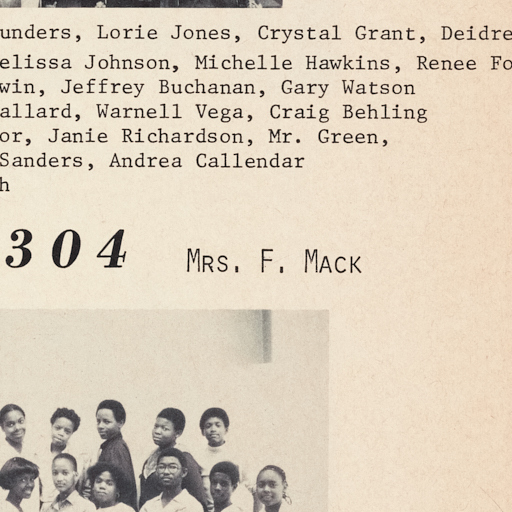 unders, Lorie Jones, Crystal Grant, Deidre
elissa Johnson, Michelle Hawkins, Renee Fo
win, Jeffrey Buchanan, Gary Watson
allard, Warnell Vega, Craig Behling
or, Janie Richardson, Mr. Green,
Sanders, Andrea Callendar
h
304 MRS. F. MACK